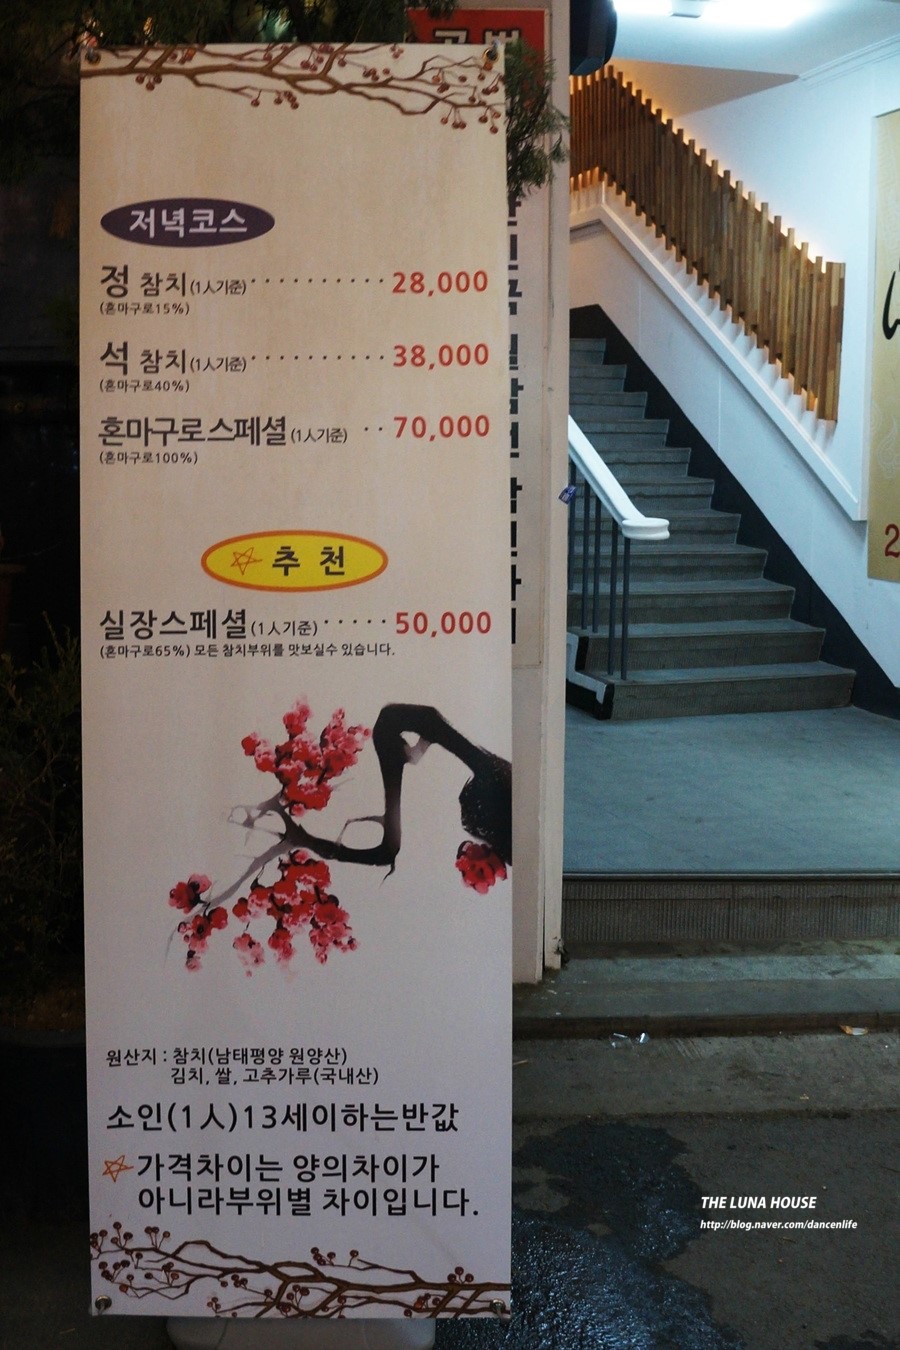 저녁코스
정 참치(1人기준)··········28,000
(혼마구로15%)
석 참치(1人기준)··········38,000
(혼마구로40%)
혼마구로스페셜(1人기준) ··70,000
(혼마구로100%)
추 천
실장스페셜(1人기준)·····50,000
(혼마구로65%) 모든 참치부위를 맛보실수 있습니다.
원산지 : 참치(남태평양 원양산)
김치, 쌀, 고추가루(국내산)
소인(1人)13세이하는반값
가격차이는 양의차이가
아니라부위별 차이입니다.
THE LUNA HOUSE
http://blog.naver.com/dancenlife